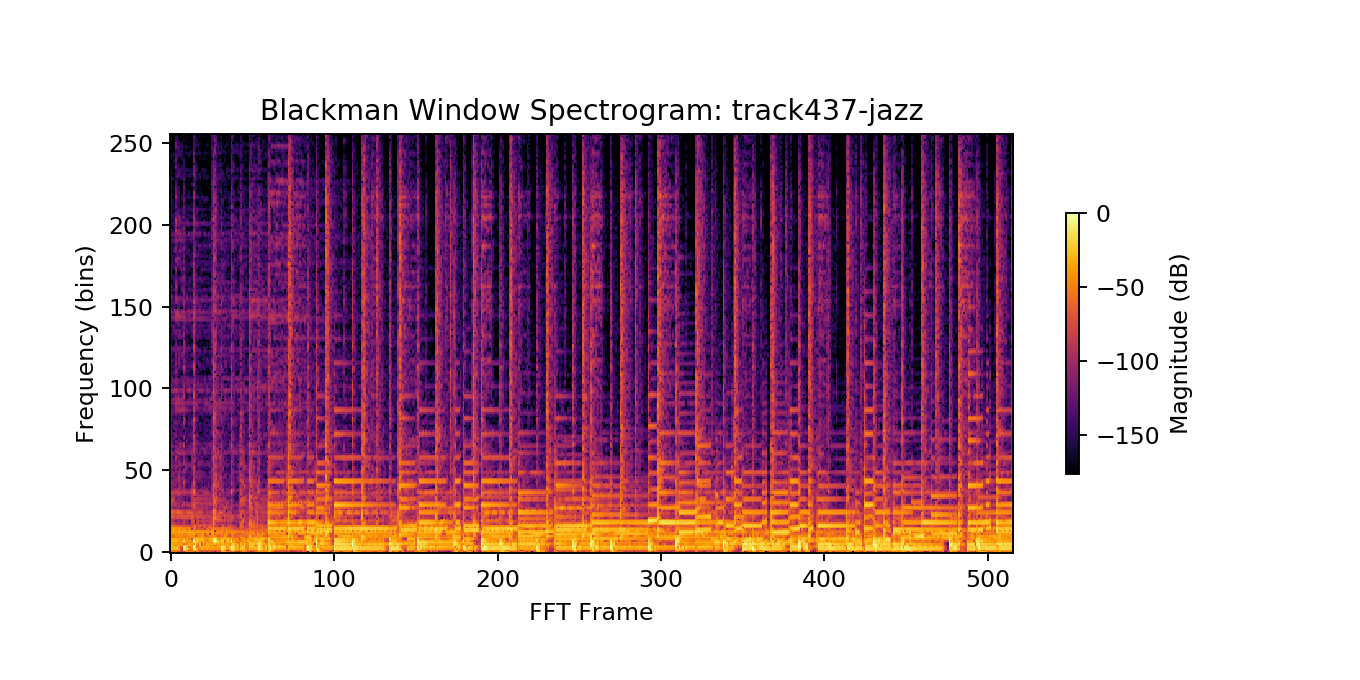 Blackman Window Spectrogram: track437-jazz
250
200
150
100
50
0
Frequency (bins)
0 100 200 300 400 500
FFT Frame
0
−50
−100
−150
Magnitude (dB)